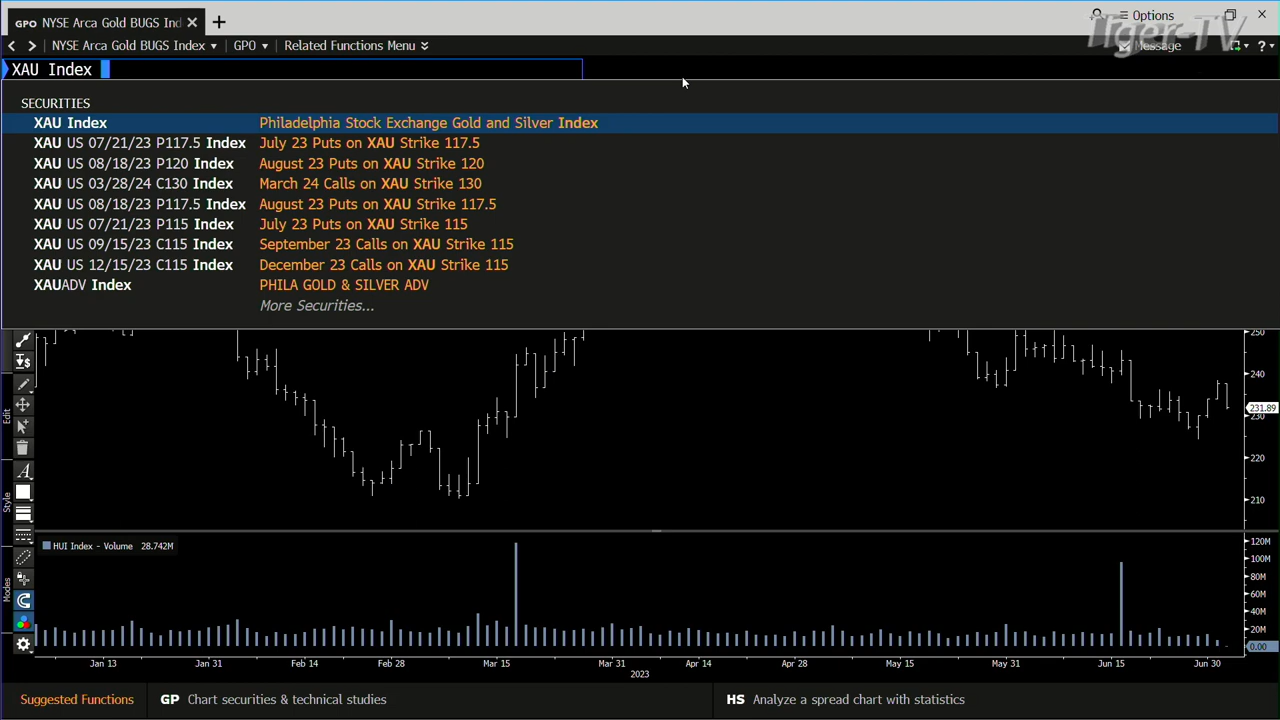 GPO NYSE Arca Gold BUGS Ind
Options
Tiger-TV
NYSE Arca Gold BUGS Index GPO Related Functions Menu
Message
?
XAU Index
SECURITIES
XAU Index Philadelphia Stock Exchange Gold and Silver Index
XAU US 07/21/23 P117.5 Index July 23 Puts on XAU Strike 117.5
XAU US 08/18/23 P120 Index August 23 Puts on XAU Strike 120
XAU US 03/28/24 C130 Index March 24 Calls on XAU Strike 130
XAU US 08/18/23 P117.5 Index August 23 Puts on XAU Strike 117.5
XAU US 07/21/23 P115 Index July 23 Puts on XAU Strike 115
XAU US 09/15/23 C115 Index September 23 Calls on XAU Strike 115
XAU US 12/15/23 C115 Index December 23 Calls on XAU Strike 115
XAUADV Index PHILA GOLD & SILVER ADV
More Securities...
250
240
231.89
230
220
210
Edit
Style
Modes
A
HUI Index - Volume 28.742M
120M
100M
80M
60M
40M
20M
0.00
Jan 13 Jan 31 Feb 14 Feb 28 Mar 15 Mar 31 Apr 14 Apr 28 May 15 May 31 Jun 15 Jun 30
2023
Suggested Functions GP Chart securities & technical studies HS Analyze a spread chart with statistics